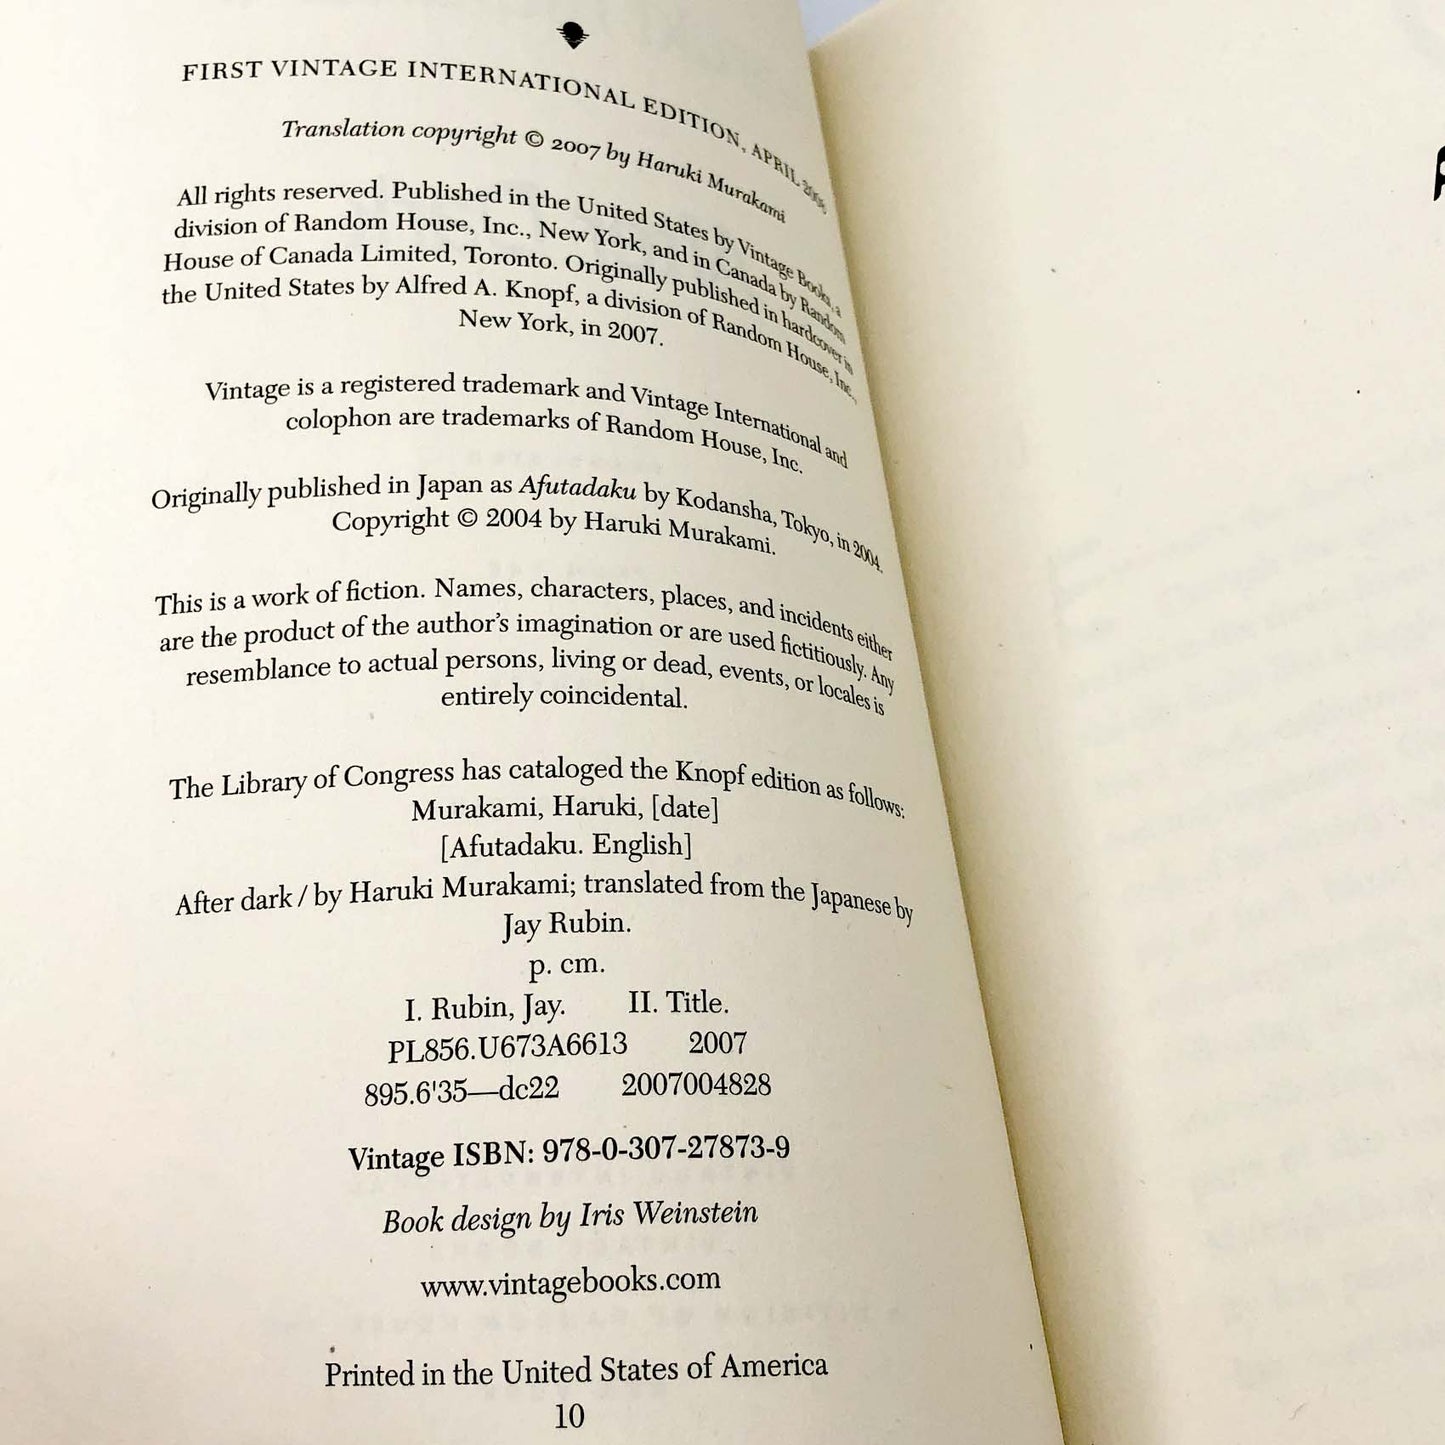 FIRST VINTAGE INTERNATIONAL EDITION, APRIL
Translation copyright © 2007 by Haruki Murakami
All rights reserved. Published in the United States by Vintage Books, a
division of Random House, Inc., New York, and in Canada by Random
House of Canada Limited, Toronto. Originally published in hardcover in
the United States by Alfred A. Knopf, a division of Random House, Inc.,
New York, in 2007.
Vintage is a registered trademark and Vintage International and
colophon are trademarks of Random House, Inc.
Originally published in Japan as Afutadaku by Kodansha, Tokyo, in 2004.
Copyright © 2004 by Haruki Murakami.
This is a work of fiction. Names, characters, places, and incidents either
are the product of the author's imagination or are used fictitiously. Any
resemblance to actual persons, living or dead, events, or locales is
entirely coincidental.
The Library of Congress has cataloged the Knopf edition as follows:
Murakami, Haruki, [date]
[Afutadaku. English]
After dark / by Haruki Murakami; translated from the Japanese by
Jay Rubin.
p. cm.
I. Rubin, Jay. II. Title.
PL856.U673A6613 2007
895.6'35—dc22 2007004828
Vintage ISBN: 978-0-307-27873-9
Book design by Iris Weinstein
www.vintagebooks.com
Printed in the United States of America
10